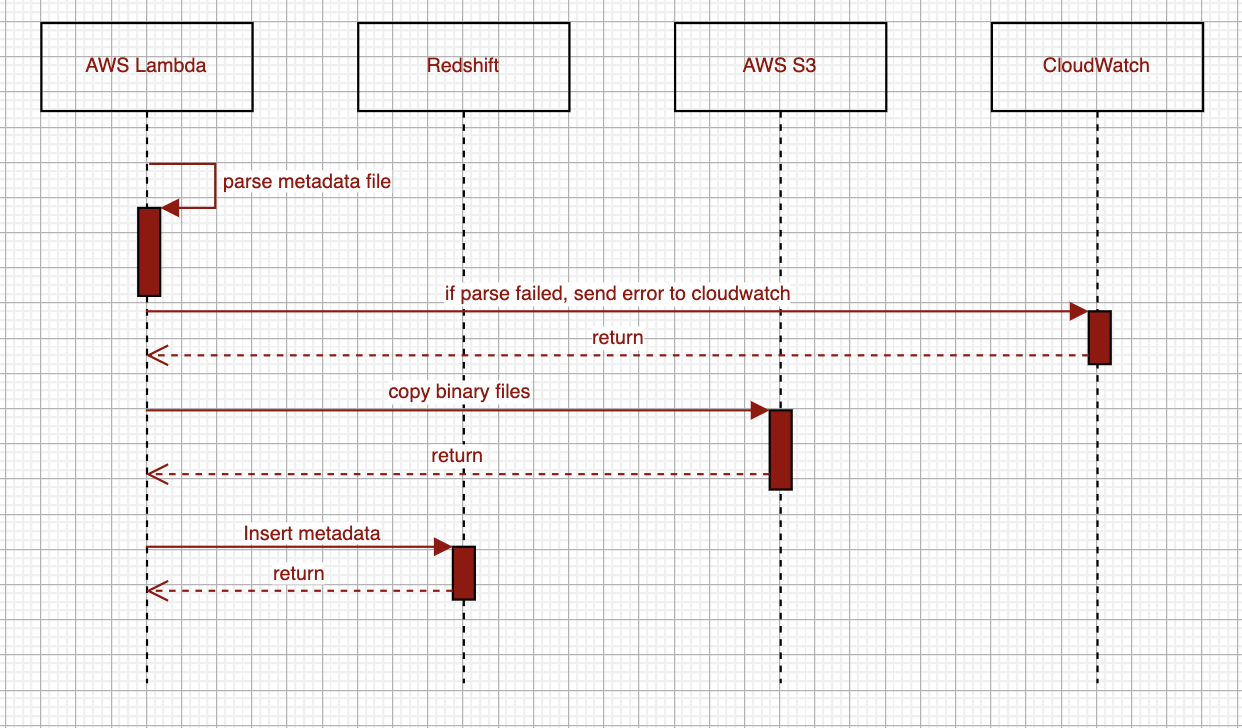 AWS Lambda
Redshift
AWS S3
CloudWatch
parse metadata file
if parse failed, send error to cloudwatch
return
copy binary files
return
Insert metadata
return